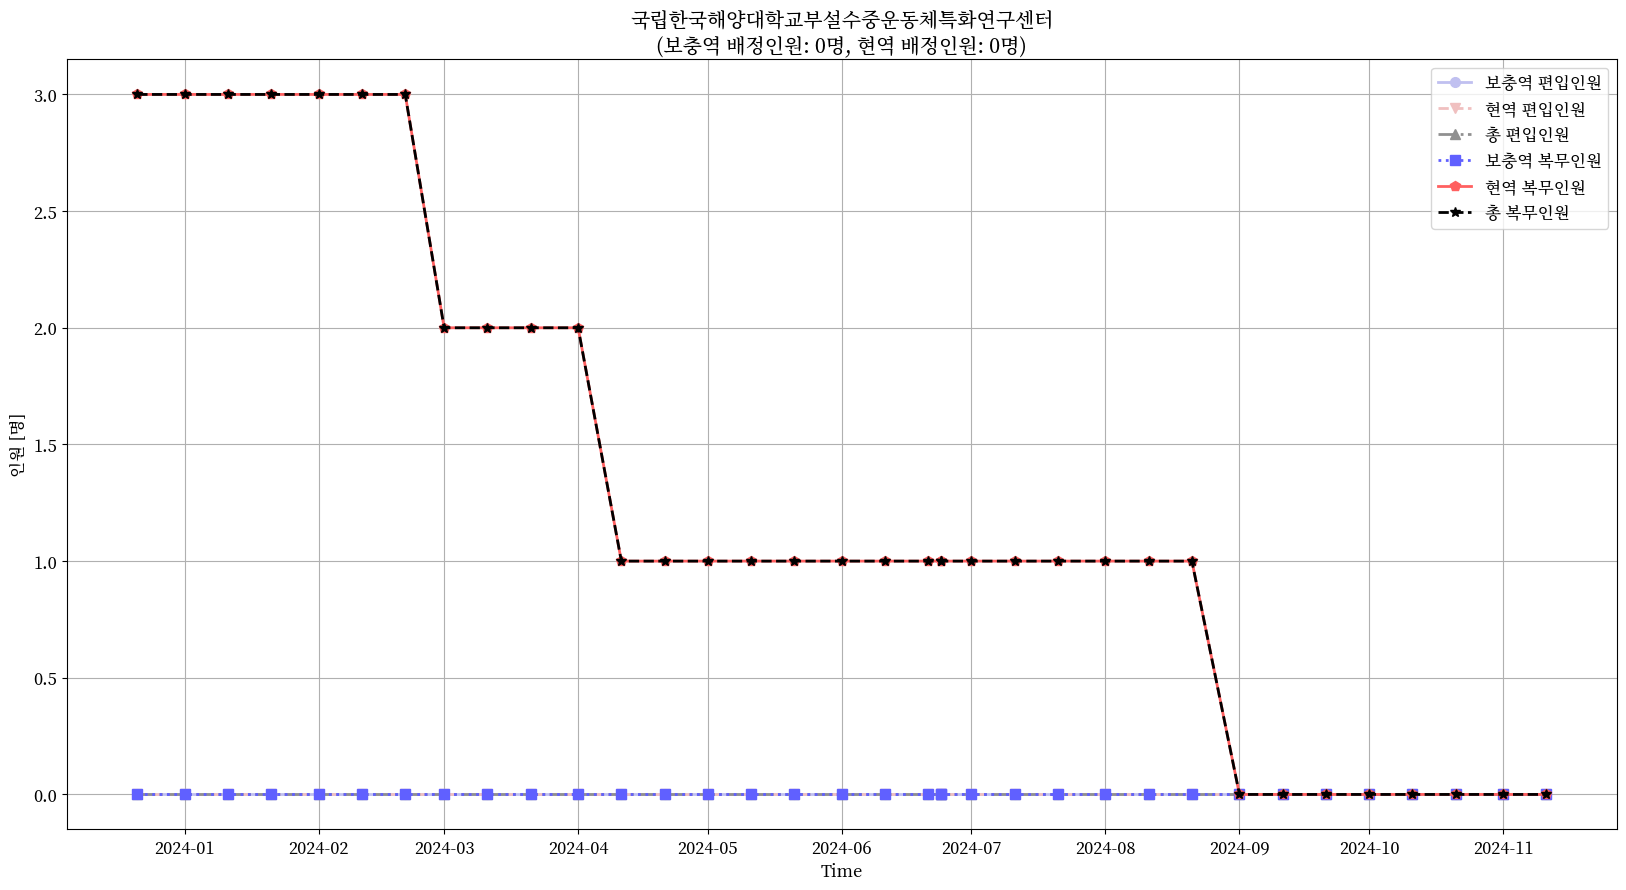 국립한국해양대학교부설수중운동체특화연구센터
(보충역 배정인원: 0명, 현역 배정인원: 0명)
보충역 편입인원
현역 편입인원
총 편입인원
보충역 복무인원
현역 복무인원
총 복무인원
인원 [명]
3.0
2.5
2.0
1.5
1.0
0.5
0.0
2024-01 2024-02 2024-03 2024-04 2024-05 2024-06 2024-07 2024-08 2024-09 2024-10 2024-11
Time